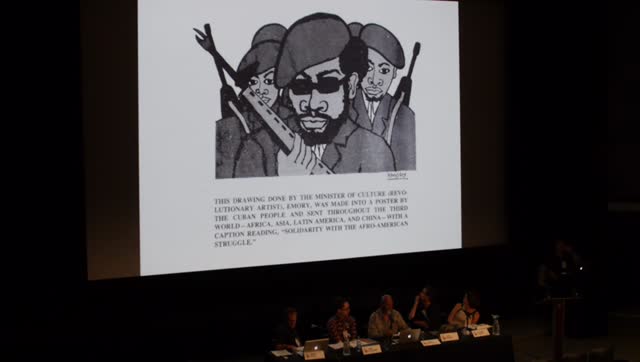 THIS DRAWING DONE BY THE MINISTER OF CULTURE (REVO-
LUTIONARY ARTIST), EMORY, WAS MADE INTO A POSTER BY
THE CUBAN PEOPLE AND SENT THROUGHOUT THE THIRD
WORLD – AFRICA, ASIA, LATIN AMERICA, AND CHINA – WITH A
CAPTION READING, "SOLIDARITY WITH THE AFRO-AMERICAN
STRUGGLE."